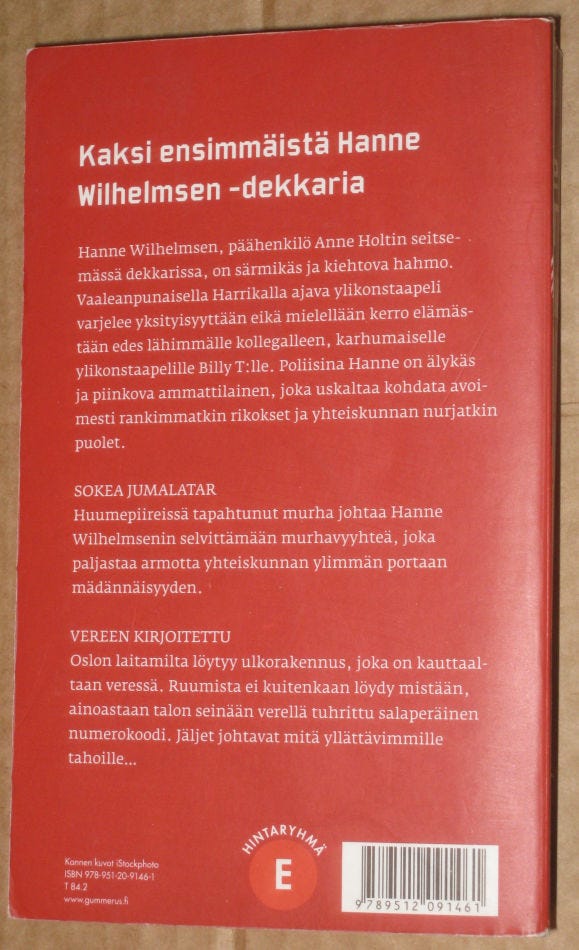 Kaksi ensimmäistä Hanne
Wilhelmsen -dekkaria
Hanne Wilhelmsen, päähenkilö Anne Holtin seitse-
mässä dekkarissa, on särmikäs ja kiehtova hahmo.
Vaaleanpunaisella Harrikalla ajava ylikonstaapeli
varjelee yksityisyyttään eikä mielellään kerro elämäs-
tään edes lähimmälle kollegalleen, karhumaiselle
ylikonstaapelille Billy T:lle. Poliisina Hanne on älykäs
ja piinkova ammattilainen, joka uskaltaa kohdata avoi-
mesti rankimmatkin rikokset ja yhteiskunnan nurjatkin
puolet.
SOKEA JUMALATAR
Huumepiireissä tapahtunut murha johtaa Hanne
Wilhelmsenin selvittämään murhavyyhteä, joka
paljastaa armotta yhteiskunnan ylimmän portaan
mädännäisyyden.
VEREEN KIRJOITETTU
Oslon laitamilta löytyy ulkorakennus, joka on kauttaal-
taan veressä. Ruumista ei kuitenkaan löydy mistään,
ainoastaan talon seinään verellä tuhrittu salaperäinen
numerokoodi. Jäljet johtavat mitä yllättävimmille
tahoille...
Kannen kuvat iStockphoto
ISBN 978-951-20-9146-1
T 84.2
www.gummerus.fi
HINTARYHMÄ
E
9 789512 091461